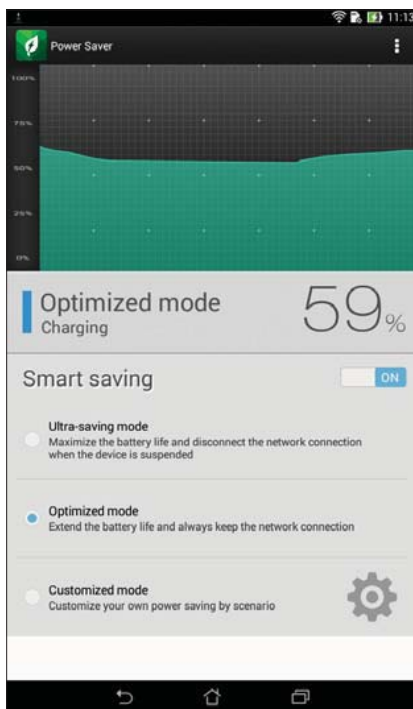 11:13
Power Saver
100%
75%
50%
25%
0%
Optimized mode
Charging
59%
Smart saving
ON
Ultra-saving mode
Maximize the battery life and disconnect the network connection
when the device is suspended
Optimized mode
Extend the battery life and always keep the network connection
Customized mode
Customize your own power saving by scenario